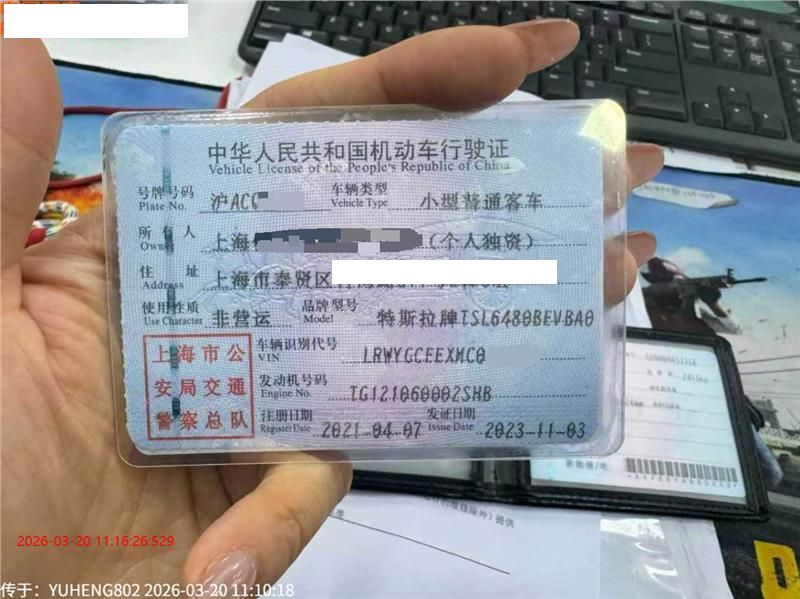 中华人民共和国机动车行驶证
Vehicle License of the People's Republic of China
号牌号码 Plate No. 沪AC 车辆类型 Vehicle Type 小型普通客车
所有人 Owner 上海 (个人独资)
住址 Address 上海市奉贤区
使用性质 Use Character 非营运 品牌型号 Model 特斯拉牌TSL6480BEVBA0
车辆识别代号 VIN LRWYGCEEXMC0
发动机号码 Engine No. TG121060002SHB
注册日期 Register Date 2021-04-07 发证日期 Issue Date 2023-11-03
上海市公
安局交通
警察总队
提供
2026-03-20 11:16:26:529
传于：YUHENG802 2026-03-20 11:10:18